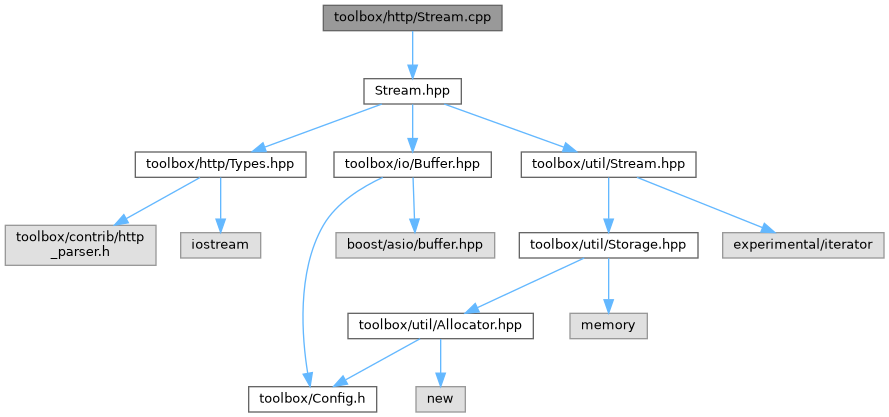 toolbox/http/Stream.cpp
Stream.hpp
toolbox/http/Types.hpp
toolbox/io/Buffer.hpp
toolbox/util/Stream.hpp
toolbox/contrib/http
_parser.h
iostream
boost/asio/buffer.hpp
toolbox/util/Storage.hpp
experimental/iterator
toolbox/util/Allocator.hpp
memory
toolbox/Config.h
new